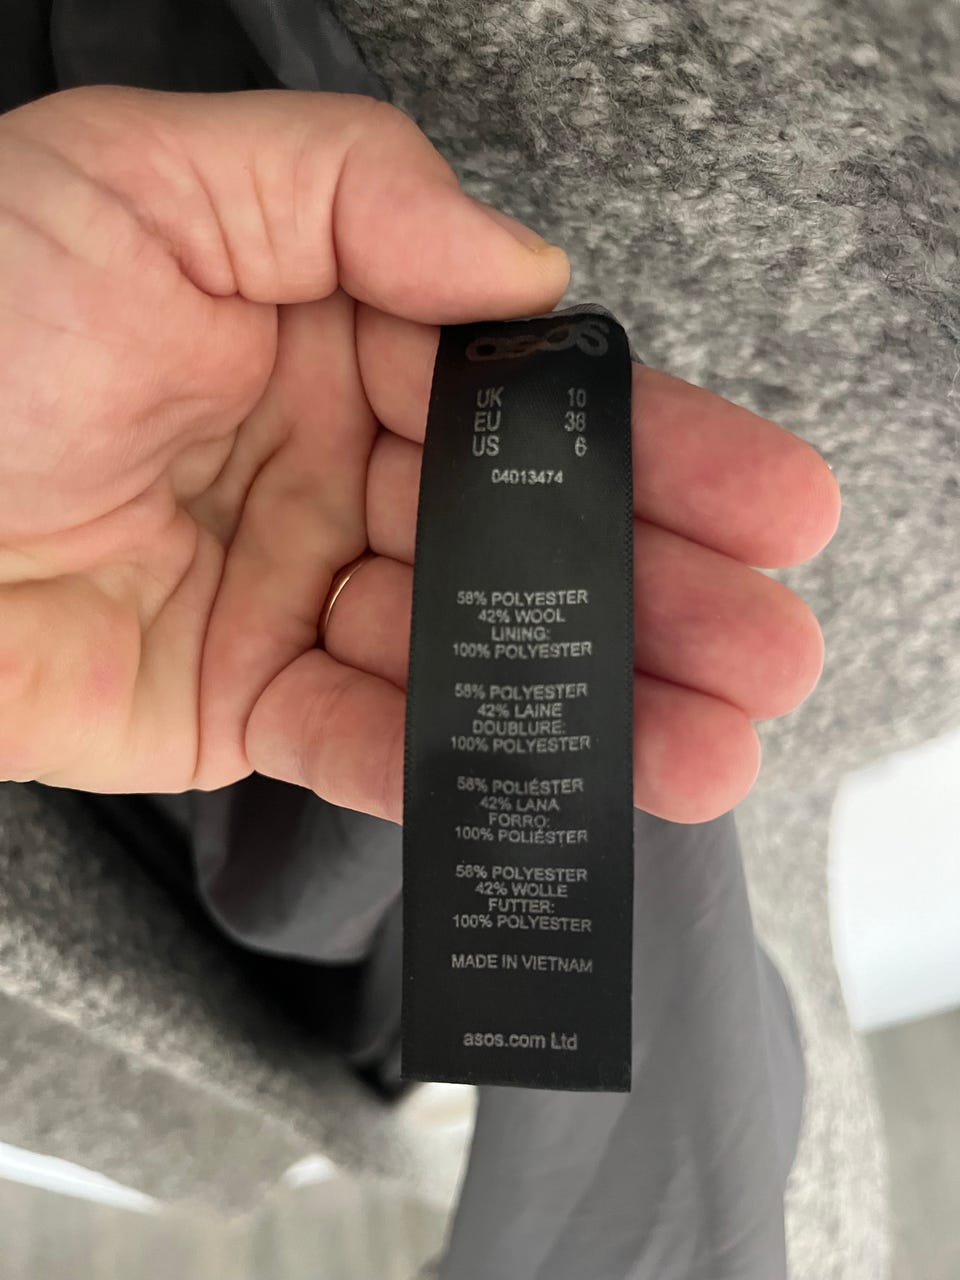 asos
UK 10
EU 38
US 6
04013474
58% POLYESTER
42% WOOL
LINING:
100% POLYESTER
58% POLYESTER
42% LAINE
DOUBLURE:
100% POLYESTER
58% POLIÉSTER
42% LANA
FORRO:
100% POLIÉSTER
58% POLYESTER
42% WOLLE
FUTTER:
100% POLYESTER
MADE IN VIETNAM
asos.com Ltd